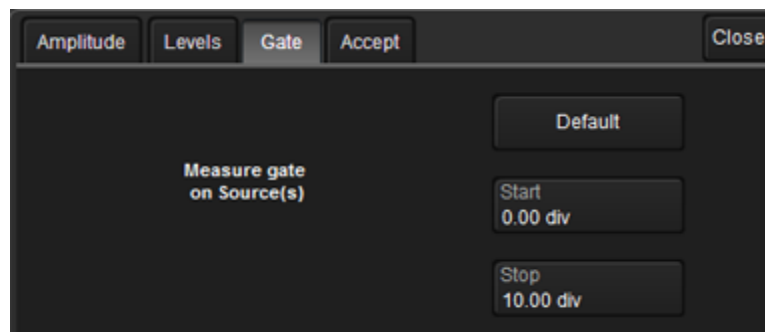 Amplitude Levels Gate Accept Close
Default
Measure gate
on Source(s)
Start
0.00 div
Stop
10.00 div